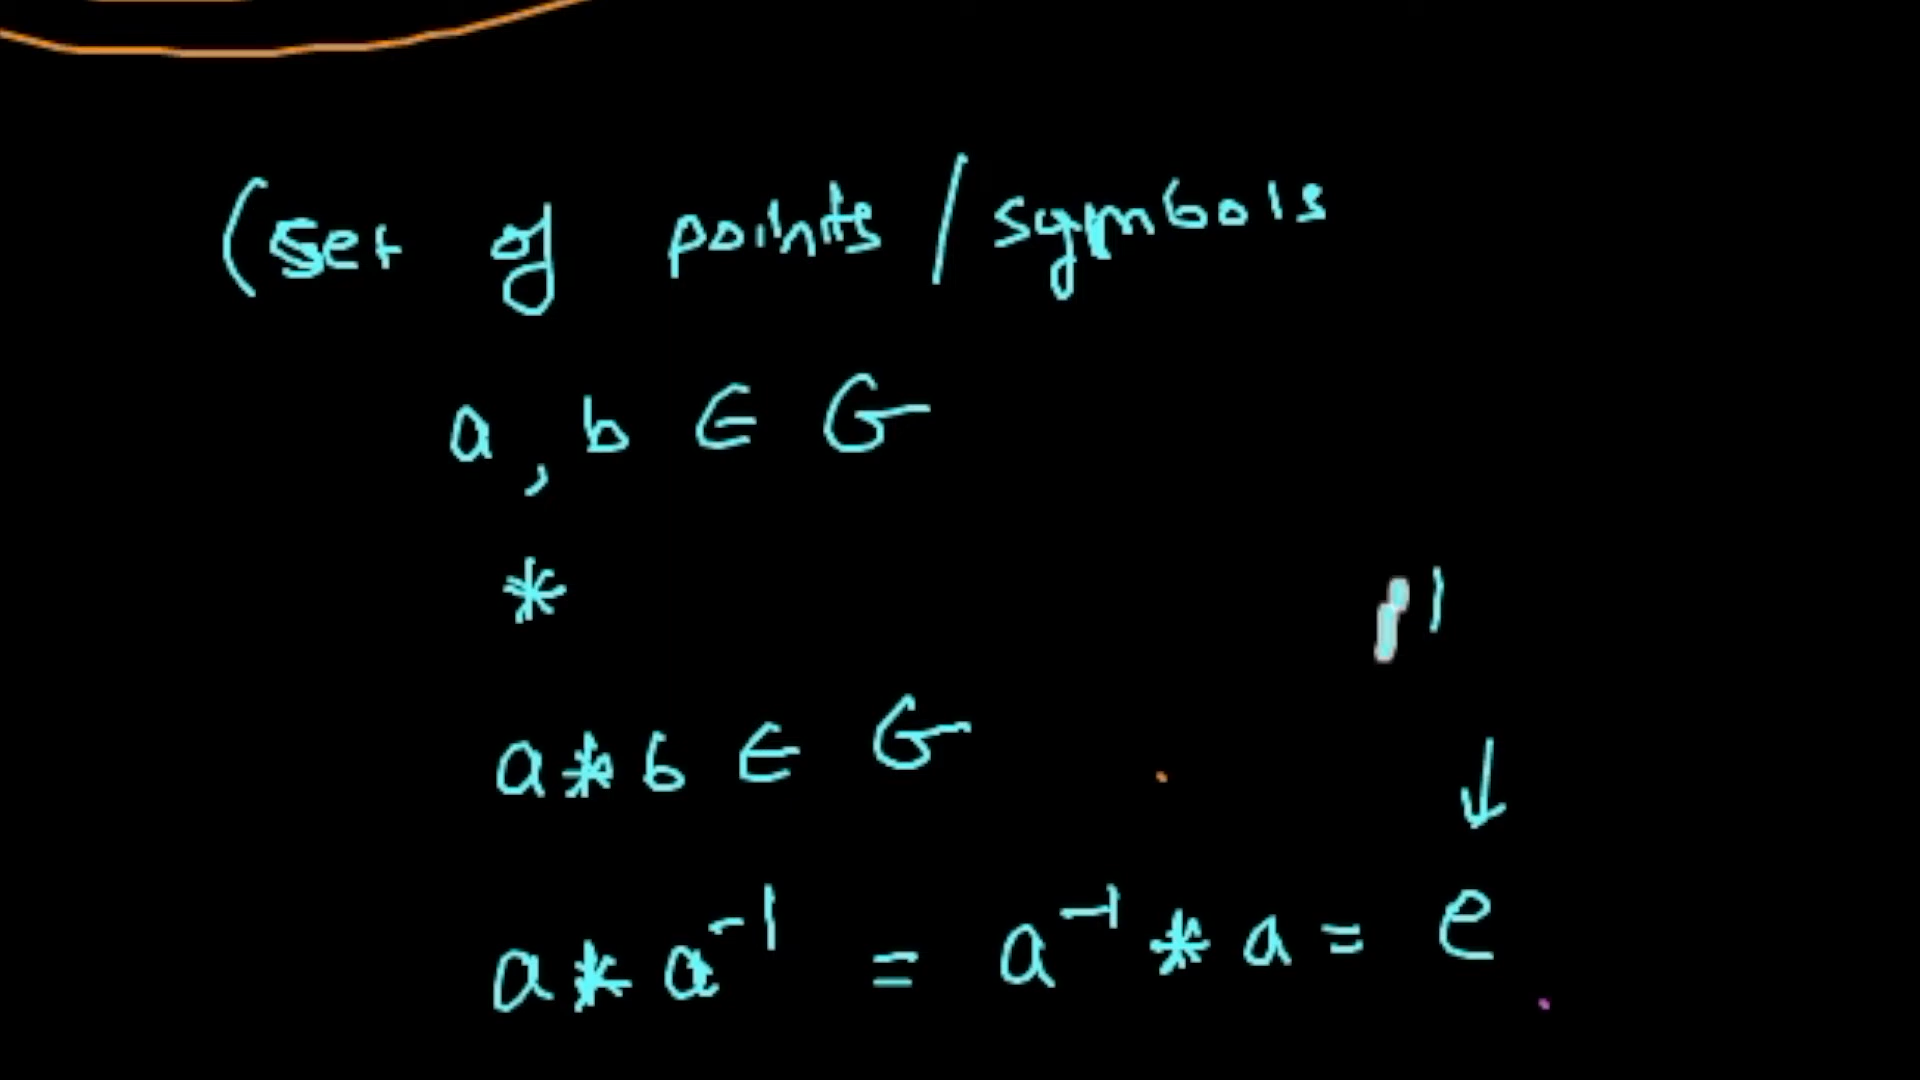 (set of points / symbols
a, b ∈ G
*
a * b ∈ G
a * a⁻¹ = a⁻¹ * a = e